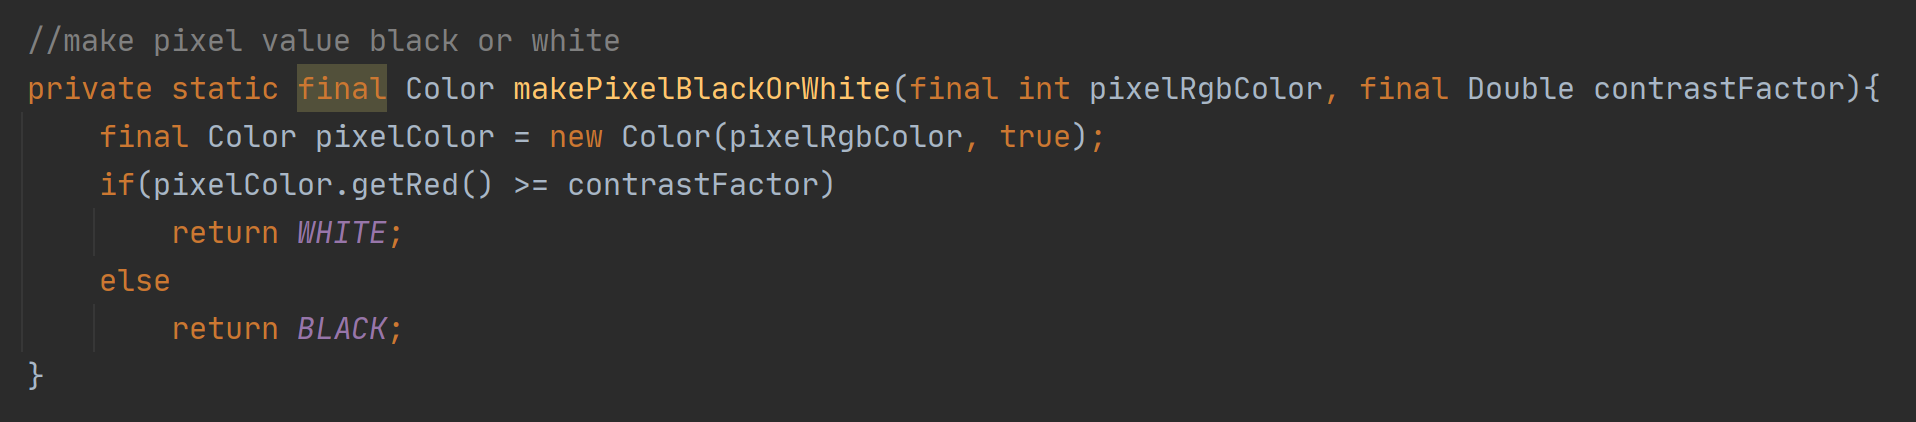 //make pixel value black or white
private static final Color makePixelBlackOrWhite(final int pixelRgbColor, final Double contrastFactor){
    final Color pixelColor = new Color(pixelRgbColor, true);
    if(pixelColor.getRed() >= contrastFactor)
        return WHITE;
    else
        return BLACK;
}